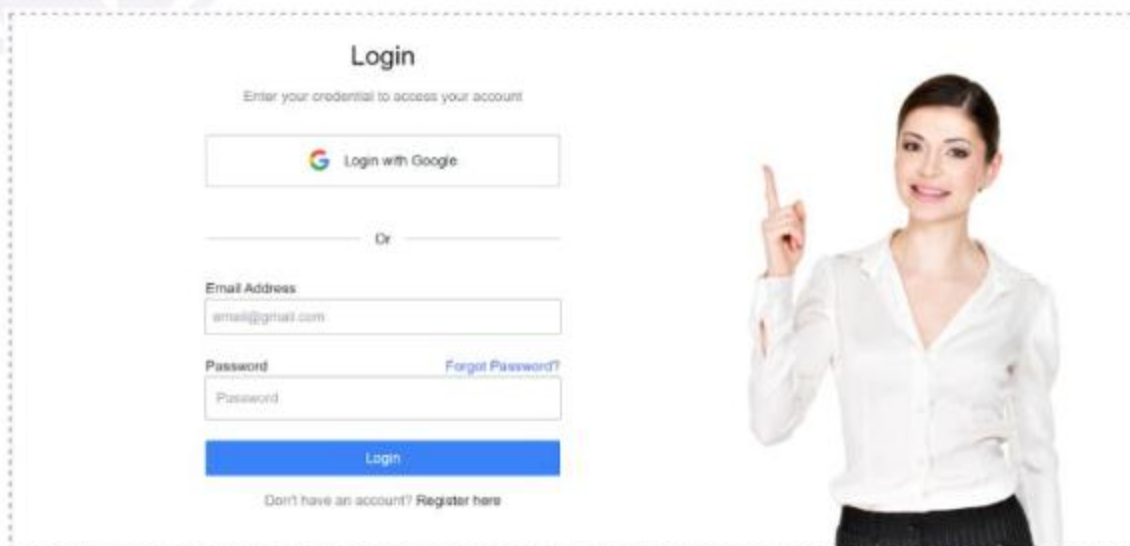 Login
Enter your credential to access your account
Login with Google
Or
Email Address
email@gmail.com
Password Forgot Password?
Password
Login
Don't have an account? Register here